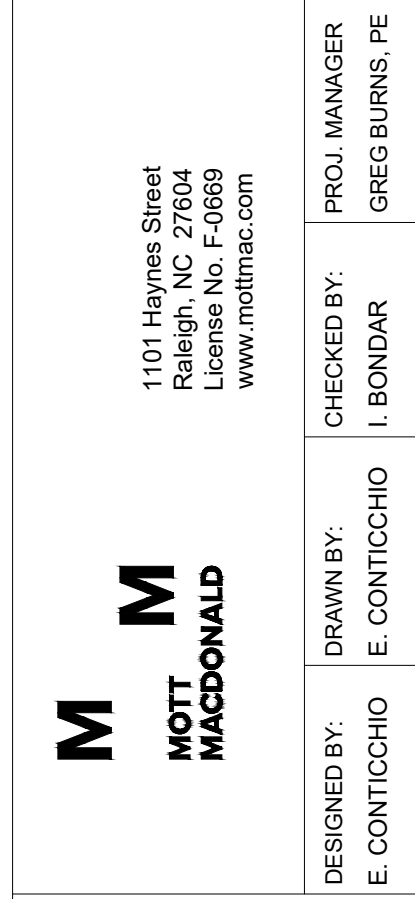 M
M
MOTT
MACDONALD
1101 Haynes Street
Raleigh, NC  27604
License No. F-0669
www.mottmac.com
DESIGNED BY:
E. CONTICCHIO
DRAWN BY:
E. CONTICCHIO
CHECKED BY:
I. BONDAR
PROJ. MANAGER
GREG BURNS, PE